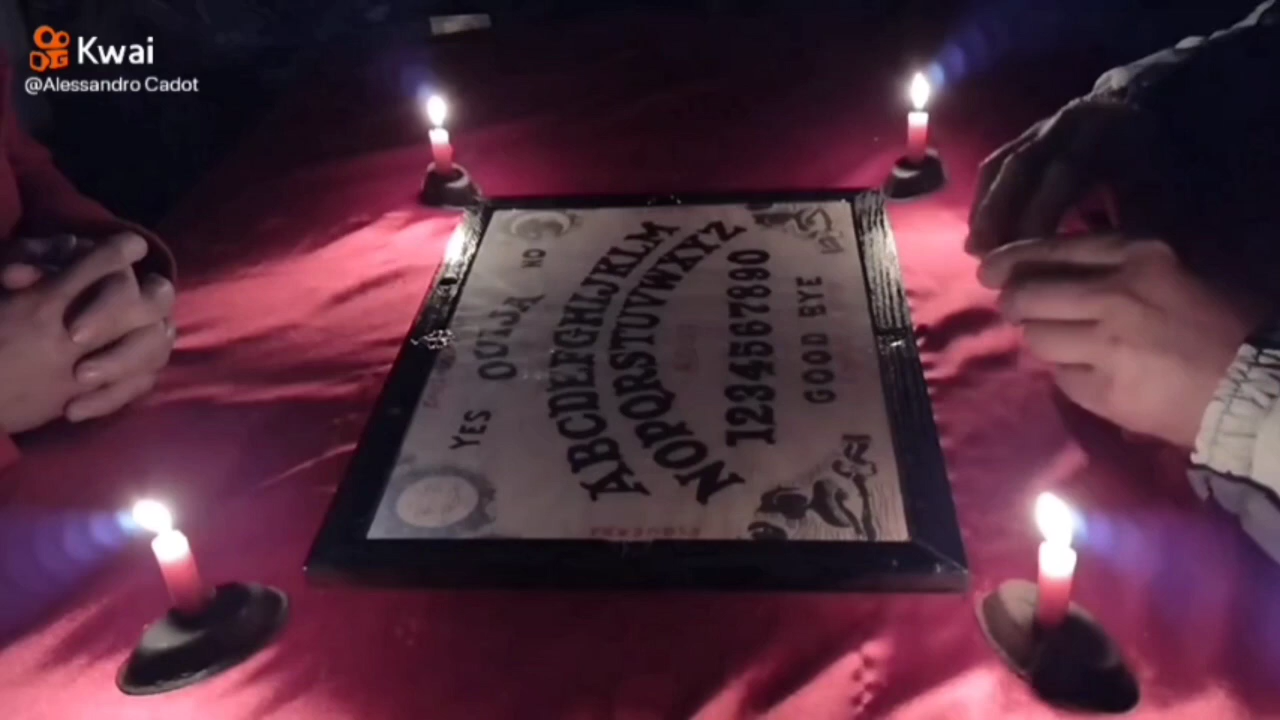 Kwai
@Alessandro Cadot
YES OUIJA NO
ABCDEFGHIJKLM
NOPQRSTUVWXYZ
1234567890
GOOD BYE